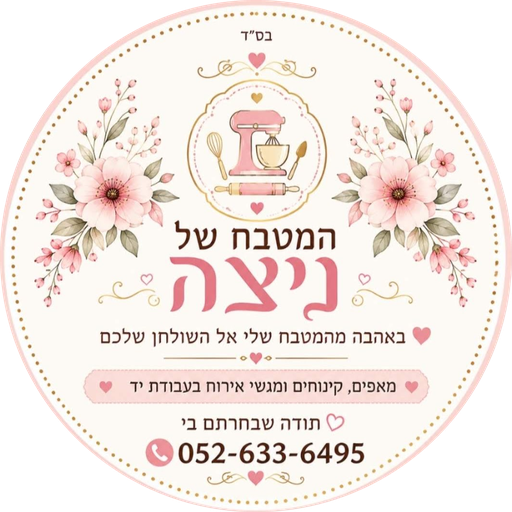 בס״ד
המטבח של
ניצה
באהבה מהמטבח שלי אל השולחן שלכם
מאפים, קינוחים ומגשי אירוח בעבודת יד
תודה שבחרתם בי
052-633-6495